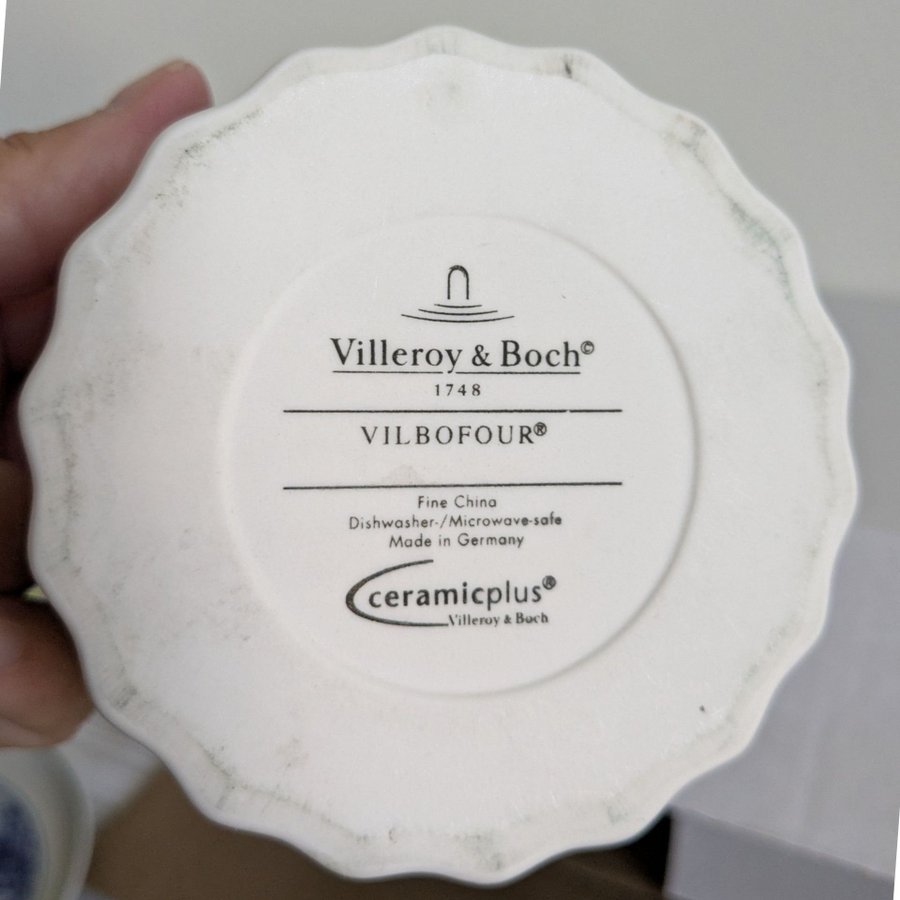 Villeroy & Boch©
1748
VILBOFOUR®
Fine China
Dishwasher-/Microwave-safe
Made in Germany
ceramicplus®
Villeroy & Boch